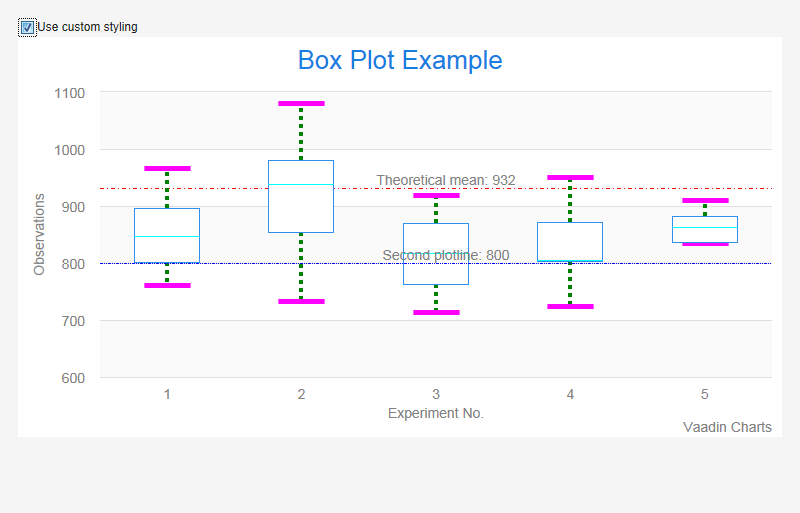 Use custom styling
Box Plot Example
1100
1000
900
800
700
600
Observations
Theoretical mean: 932
Second plotline: 800
1 2 3 4 5
Experiment No.
Vaadin Charts